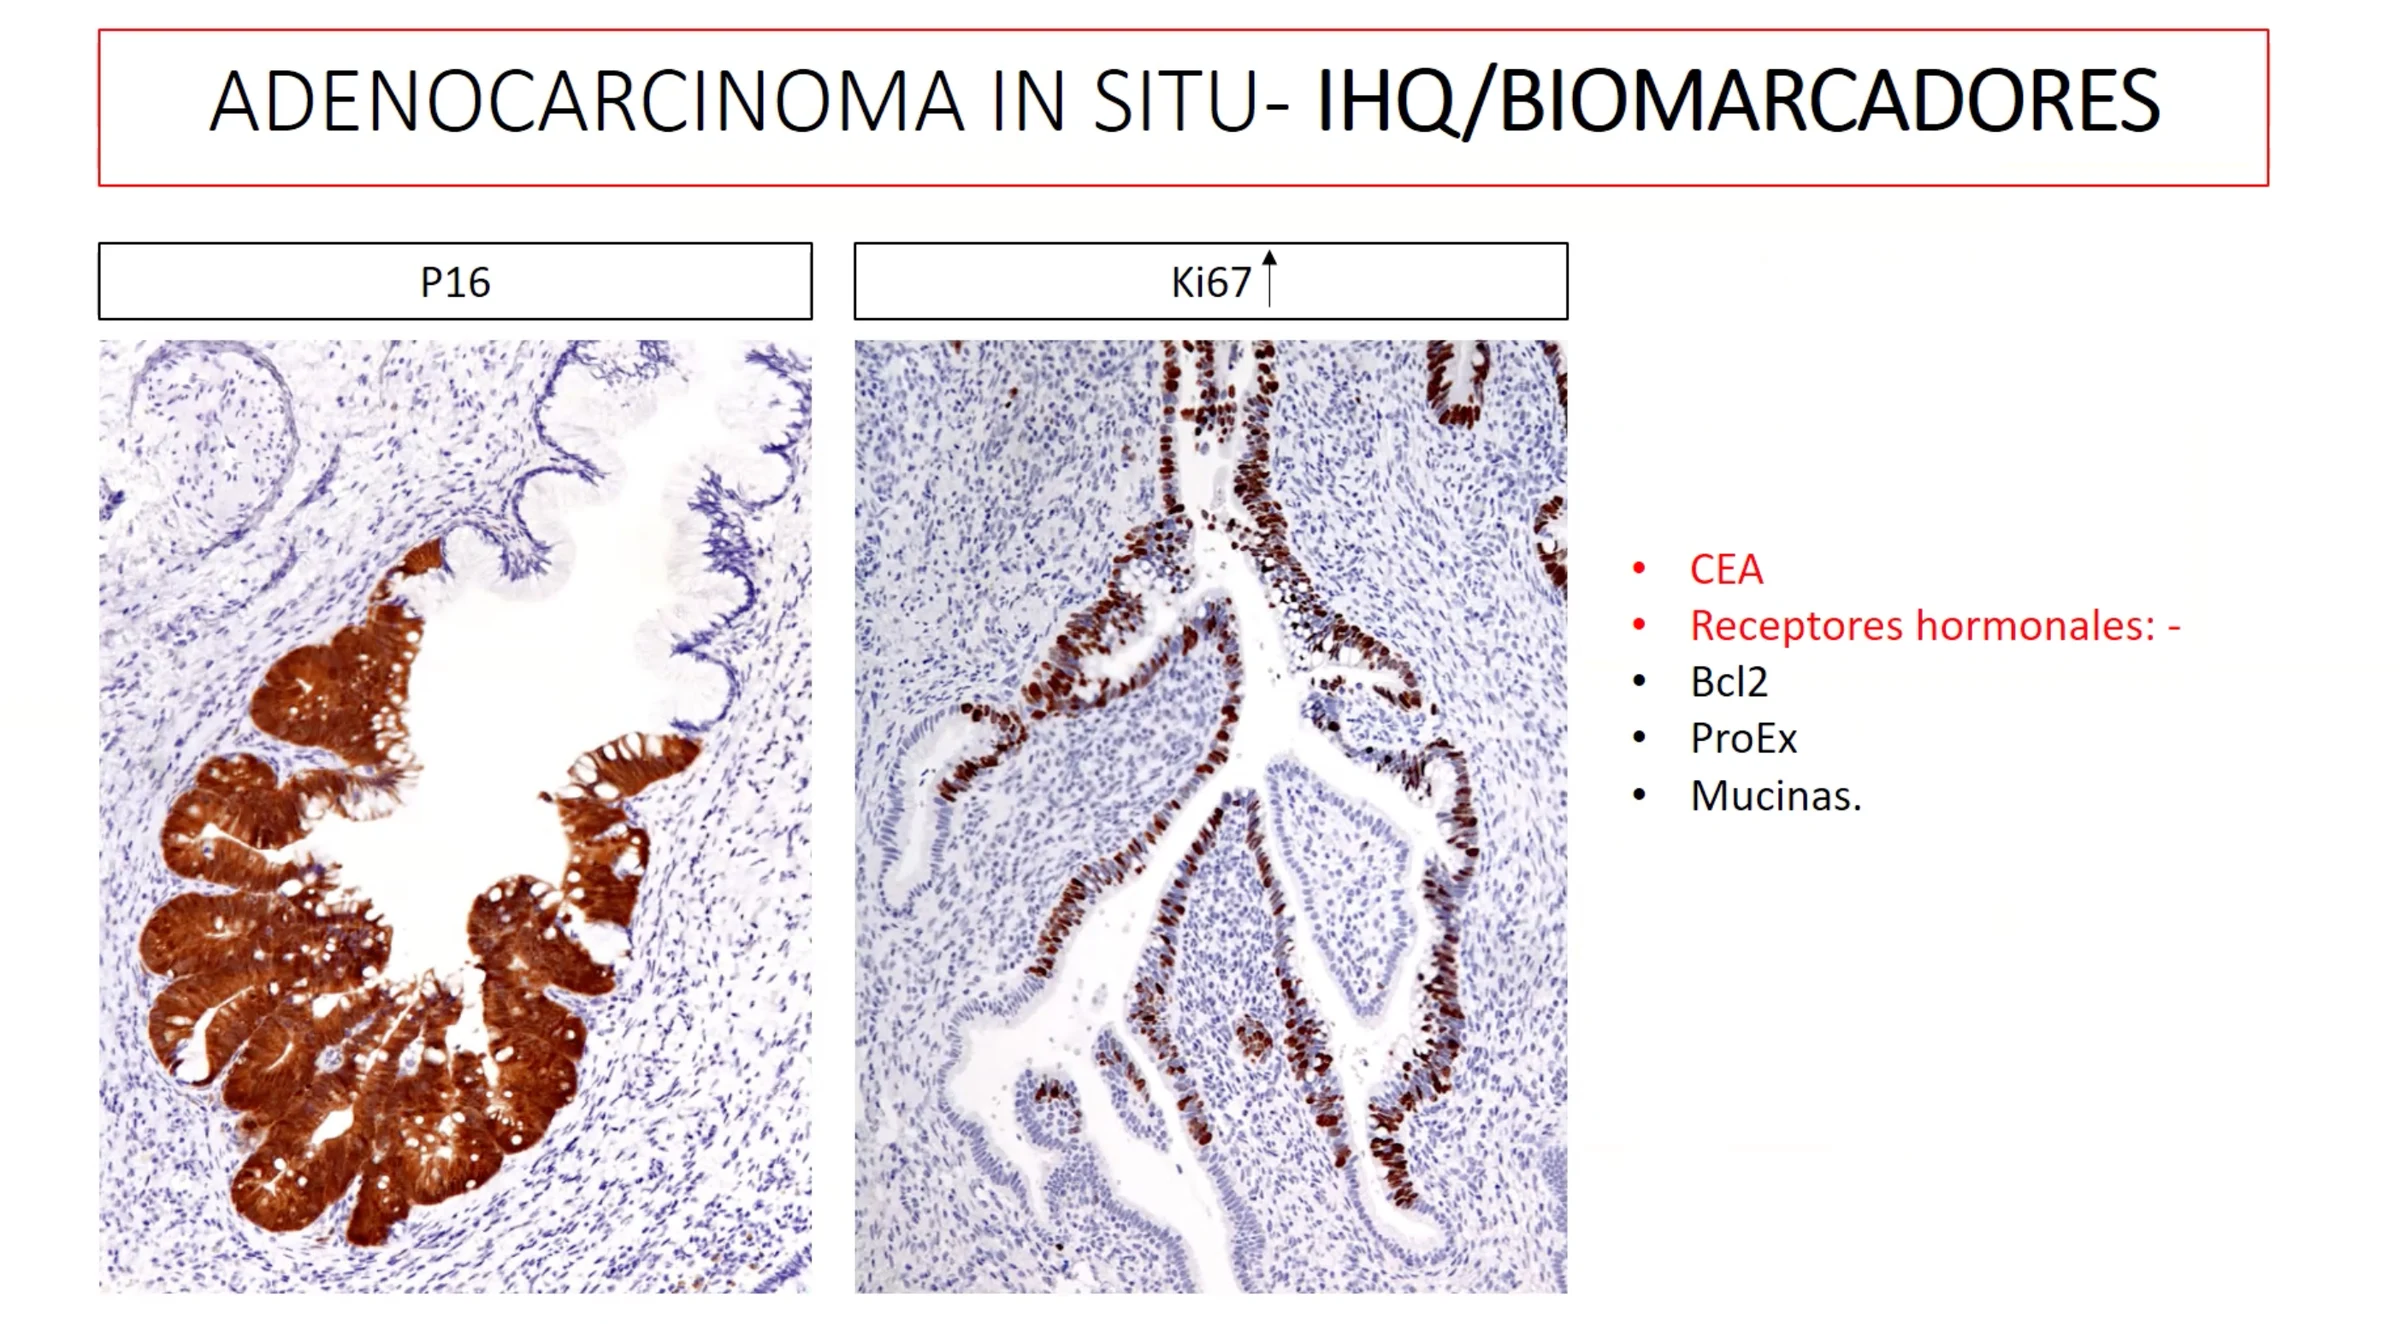 ADENOCARCINOMA IN SITU- IHQ/BIOMARCADORES
P16
Ki67↑
• CEA
• Receptores hormonales: -
• Bcl2
• ProEx
• Mucinas.